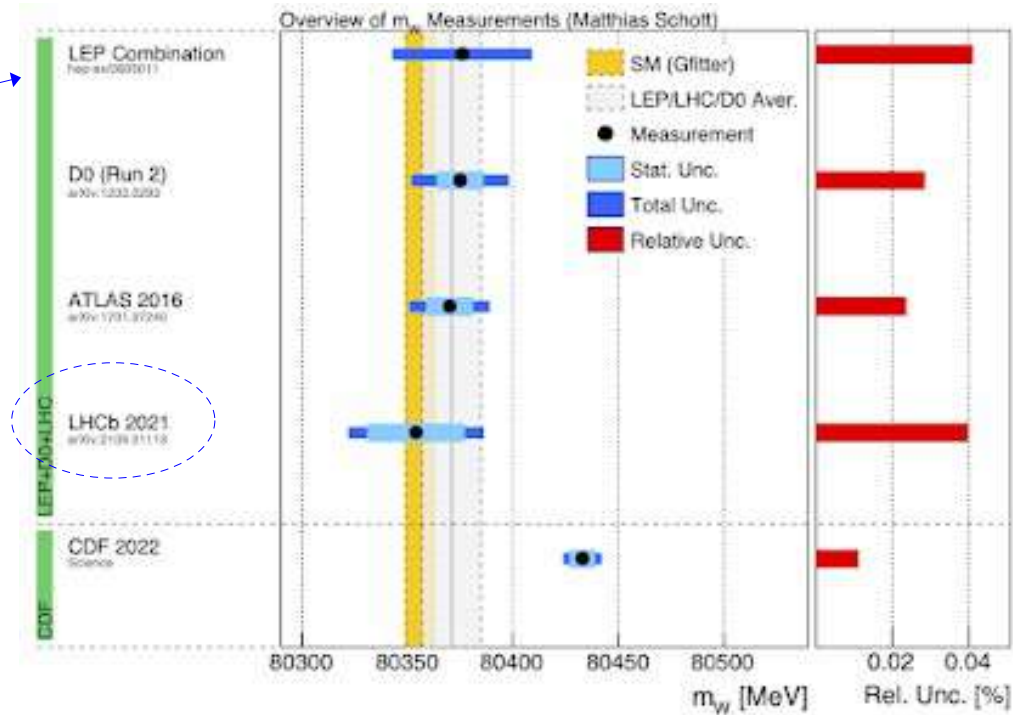 Overview of m_W Measurements (Matthias Schott)
LEP Combination
SM (Gfitter)
LEP/LHC/D0 Aver.
Measurement
D0 (Run 2)
Stat. Unc.
Total Unc.
Relative Unc.
ATLAS 2016
LHCb 2021
LEP+D0+LHC
CDF 2022
Science
CDF
80300 80350 80400 80450 80500
0.02 0.04
m_W [MeV]
Rel. Unc. [%]